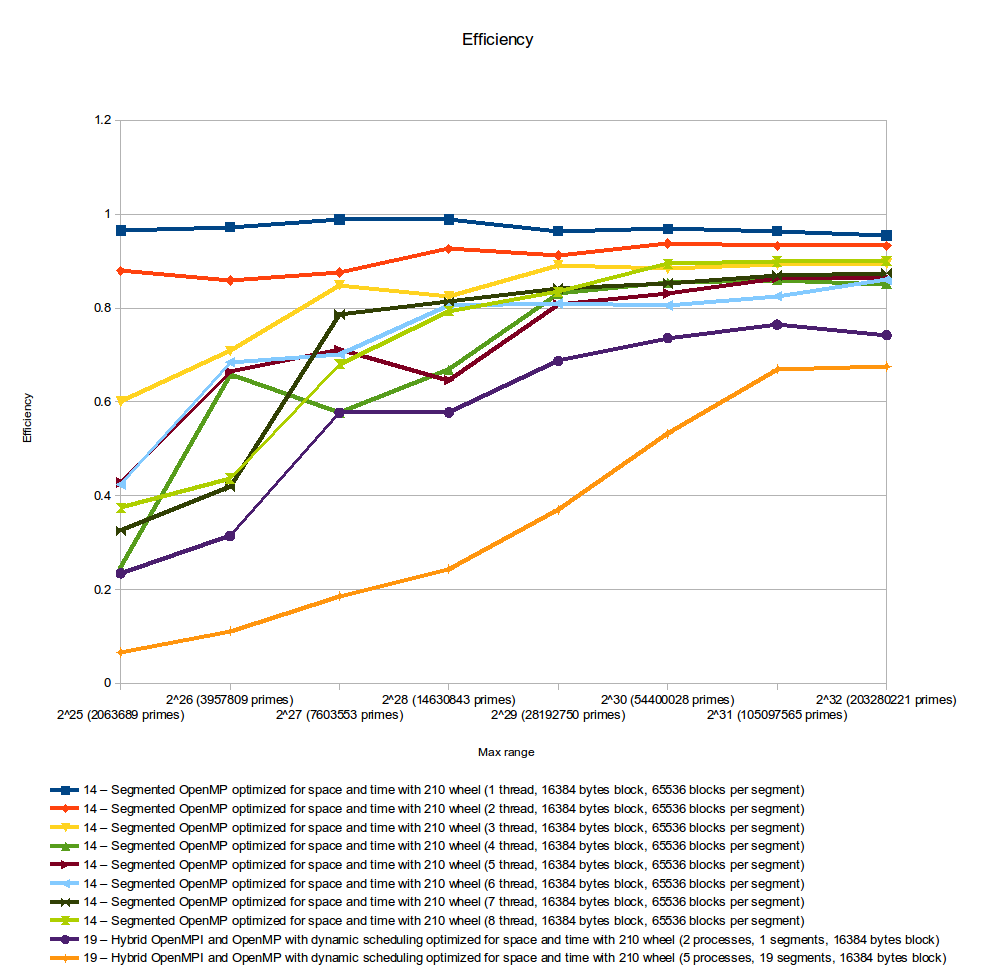 Efficiency
1.2
1
0.8
0.6
0.4
0.2
0
Efficiency
2^26 (3957809 primes) 2^28 (14630843 primes) 2^30 (54400028 primes) 2^32 (203280221 primes)
2^25 (2063689 primes) 2^27 (7603553 primes) 2^29 (28192750 primes) 2^31 (105097565 primes)
Max range
14 – Segmented OpenMP optimized for space and time with 210 wheel (1 thread, 16384 bytes block, 65536 blocks per segment)
14 – Segmented OpenMP optimized for space and time with 210 wheel (2 thread, 16384 bytes block, 65536 blocks per segment)
14 – Segmented OpenMP optimized for space and time with 210 wheel (3 thread, 16384 bytes block, 65536 blocks per segment)
14 – Segmented OpenMP optimized for space and time with 210 wheel (4 thread, 16384 bytes block, 65536 blocks per segment)
14 – Segmented OpenMP optimized for space and time with 210 wheel (5 thread, 16384 bytes block, 65536 blocks per segment)
14 – Segmented OpenMP optimized for space and time with 210 wheel (6 thread, 16384 bytes block, 65536 blocks per segment)
14 – Segmented OpenMP optimized for space and time with 210 wheel (7 thread, 16384 bytes block, 65536 blocks per segment)
14 – Segmented OpenMP optimized for space and time with 210 wheel (8 thread, 16384 bytes block, 65536 blocks per segment)
19 – Hybrid OpenMPI and OpenMP with dynamic scheduling optimized for space and time with 210 wheel (2 processes, 1 segments, 16384 bytes block)
19 – Hybrid OpenMPI and OpenMP with dynamic scheduling optimized for space and time with 210 wheel (5 processes, 19 segments, 16384 bytes block)